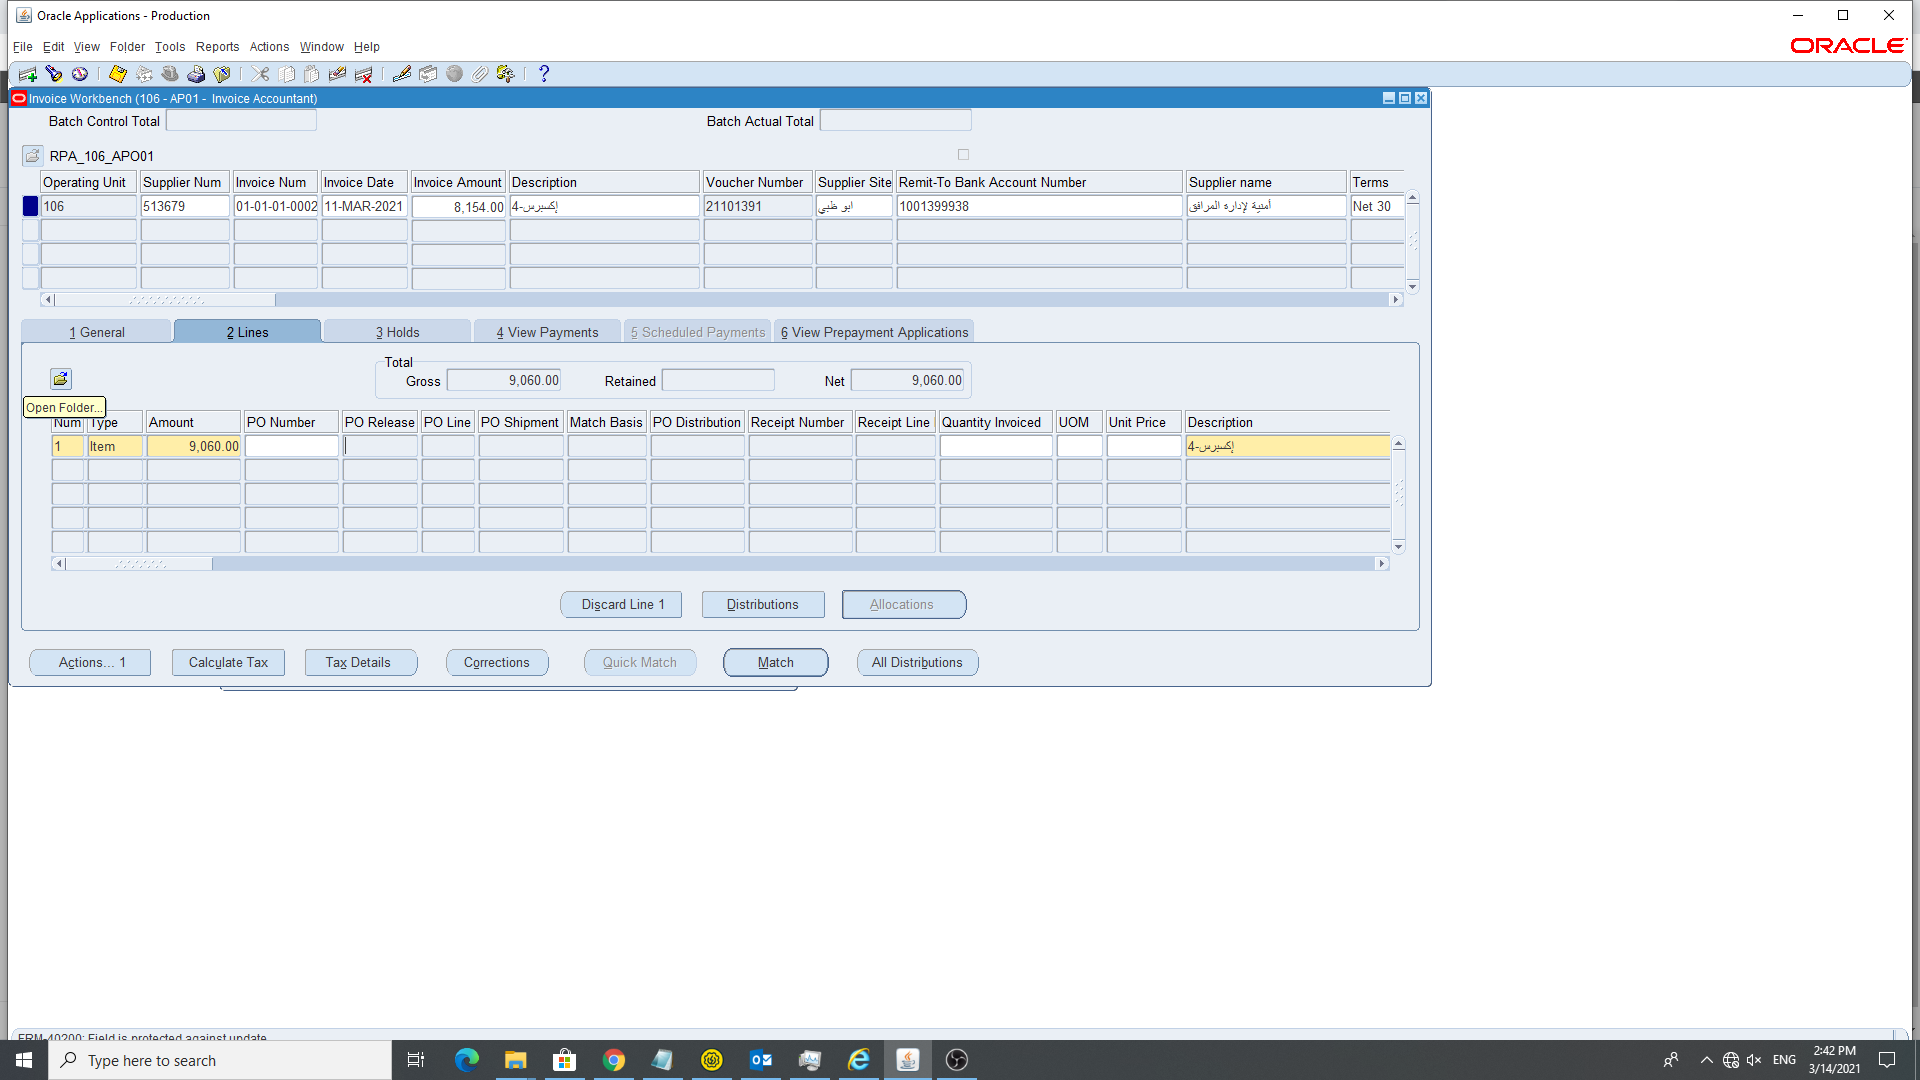 Oracle Applications - Production
File Edit View Folder Tools Reports Actions Window Help
ORACLE
Invoice Workbench (106 - AP01 - Invoice Accountant)
Batch Control Total
Batch Actual Total
RPA_106_APO01
Operating Unit Supplier Num Invoice Num Invoice Date Invoice Amount Description Voucher Number Supplier Site Remit-To Bank Account Number Supplier name Terms
106 513679 01-01-01-0002 11-MAR-2021 8,154.00 إكسبرس-4 21101391 ابو ظبي 1001399938 أمنية لإدارة المرافق Net 30
1 General 2 Lines 3 Holds 4 View Payments 5 Scheduled Payments 6 View Prepayment Applications
Total
Gross 9,060.00 Retained Net 9,060.00
Open Folder...
Num Type Amount PO Number PO Release PO Line PO Shipment Match Basis PO Distribution Receipt Number Receipt Line Quantity Invoiced UOM Unit Price Description
1 Item 9,060.00 إكسبرس-4
Discard Line 1 Distributions Allocations
Actions... 1 Calculate Tax Tax Details Corrections Quick Match Match All Distributions
FRM-40200: Field is protected against update.
Type here to search
ENG
2:42 PM
3/14/2021